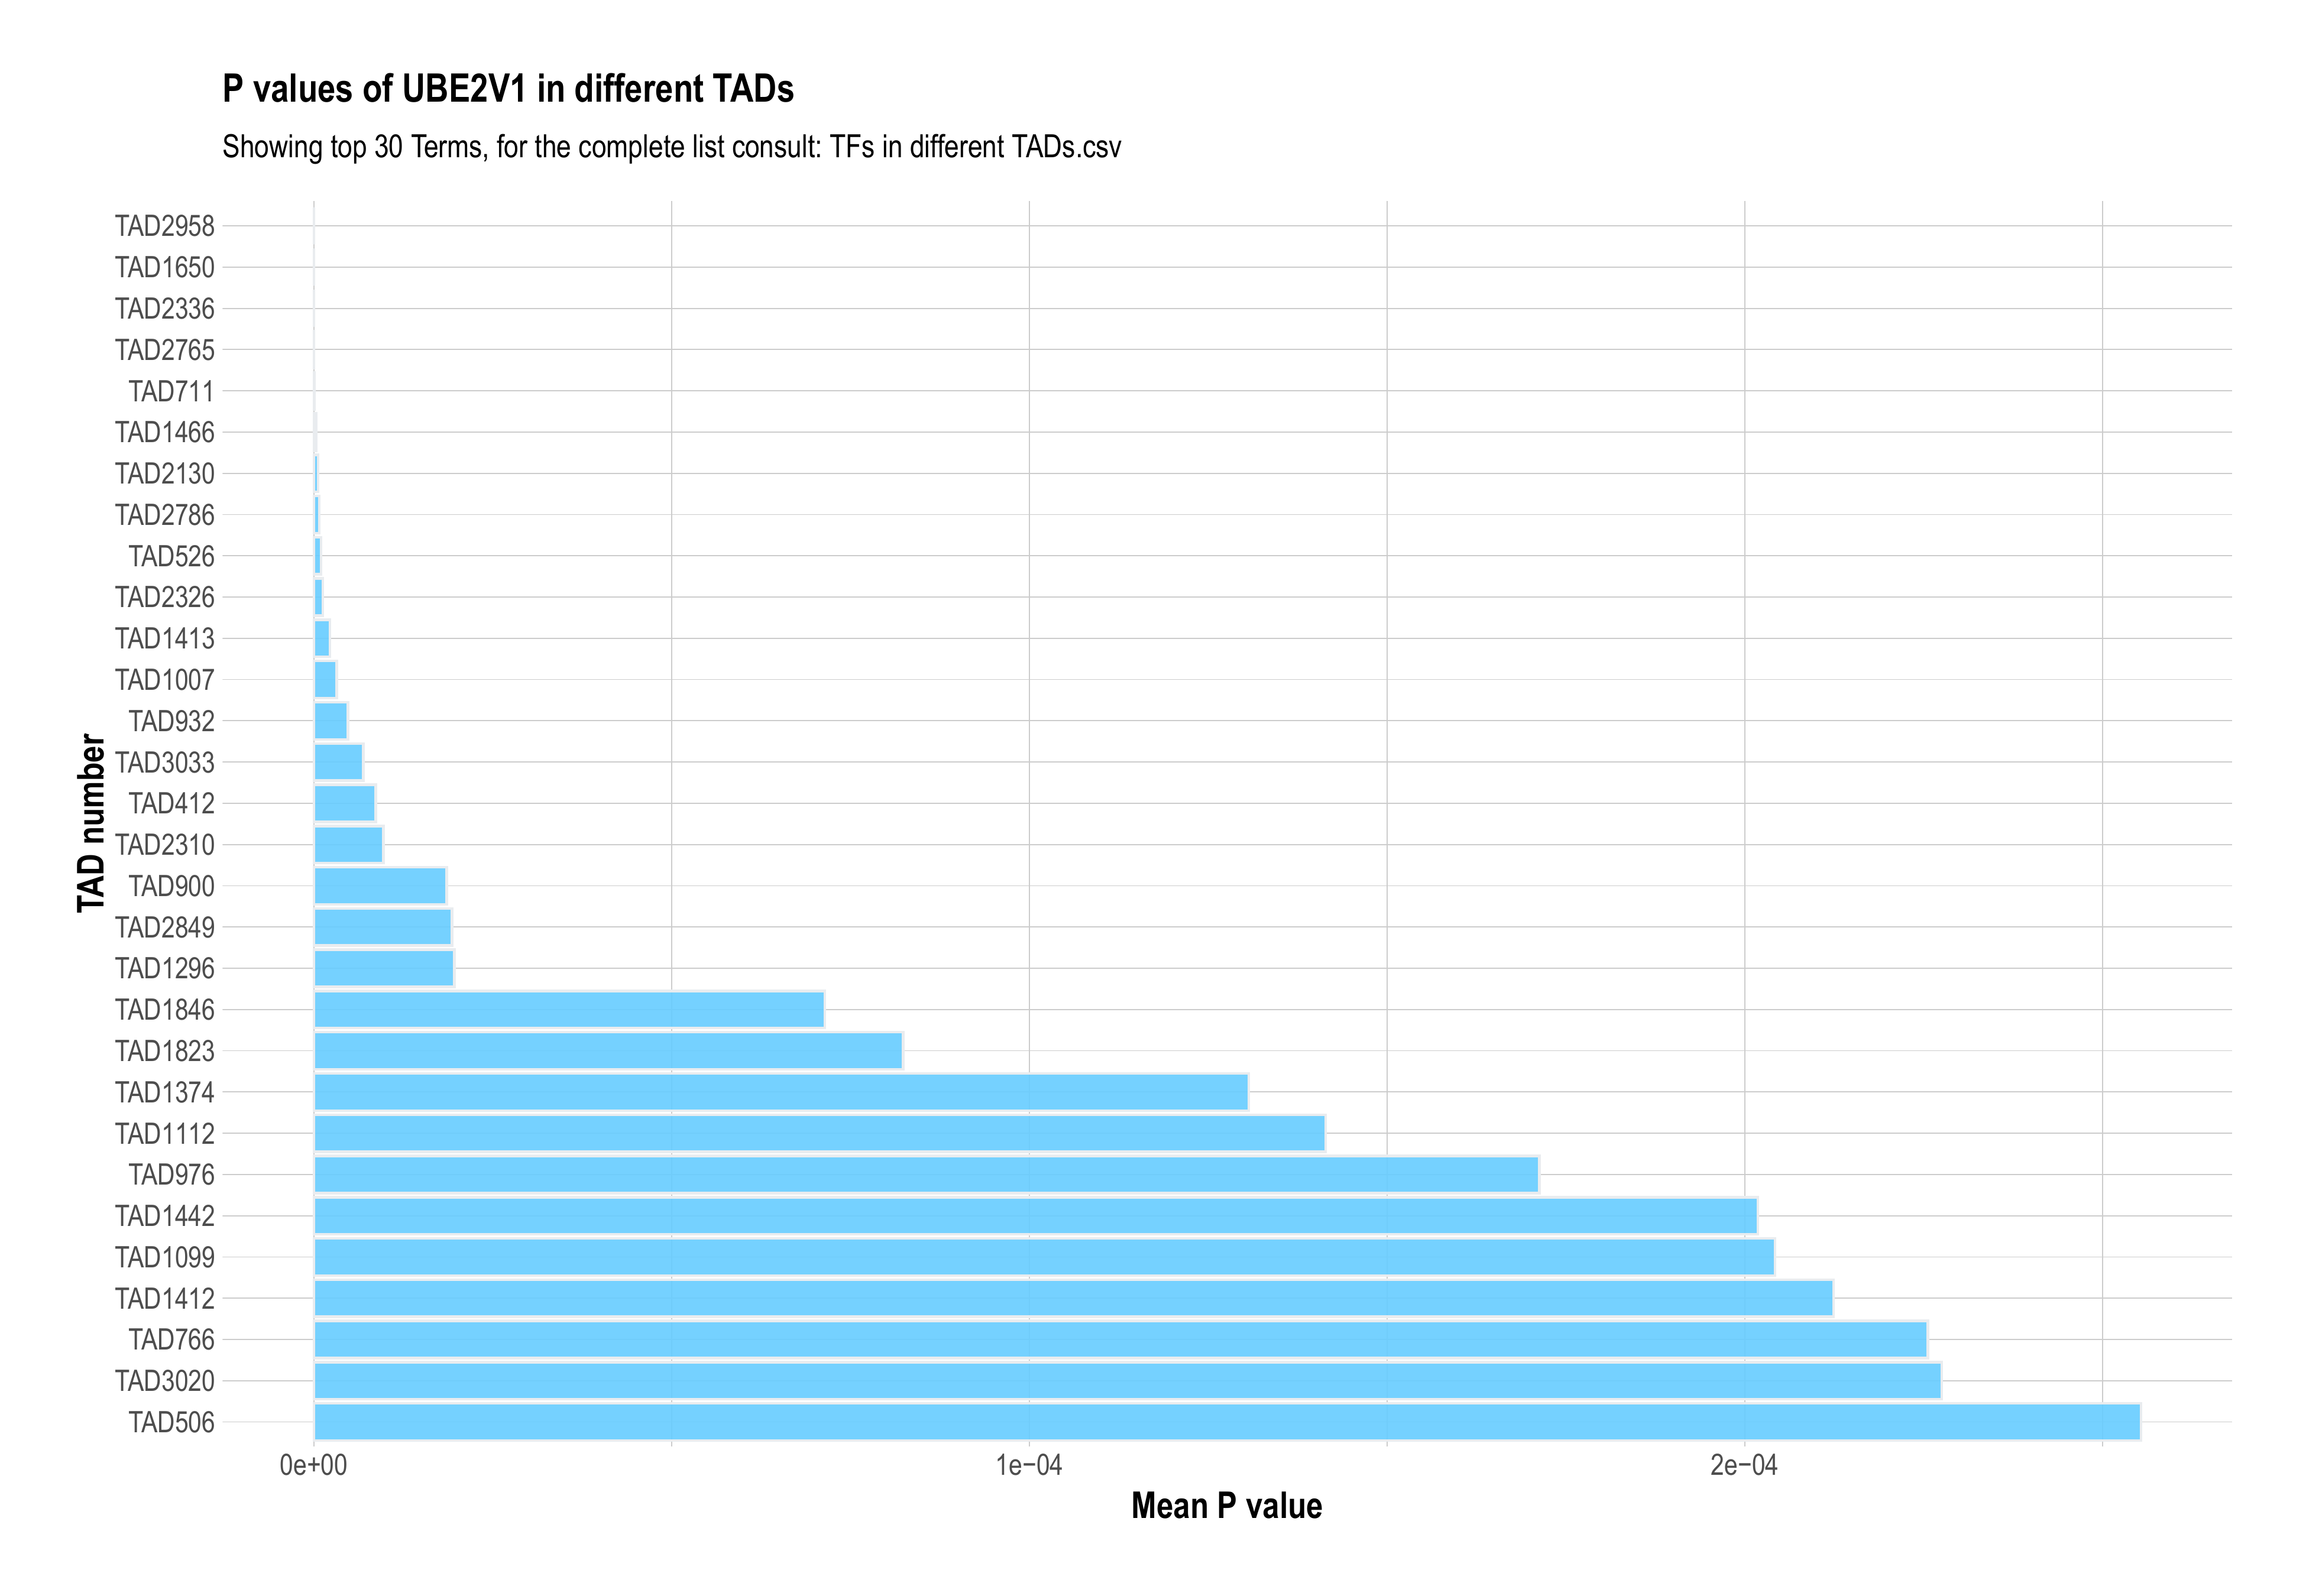 P values of UBE2V1 in different TADs
Showing top 30 Terms, for the complete list consult: TFs in different TADs.csv
TAD2958
TAD1650
TAD2336
TAD2765
TAD711
TAD1466
TAD2130
TAD2786
TAD526
TAD2326
TAD1413
TAD1007
TAD932
TAD3033
TAD412
TAD2310
TAD900
TAD2849
TAD1296
TAD1846
TAD1823
TAD1374
TAD1112
TAD976
TAD1442
TAD1099
TAD1412
TAD766
TAD3020
TAD506
TAD number
0e+00 1e−04 2e−04
Mean P value